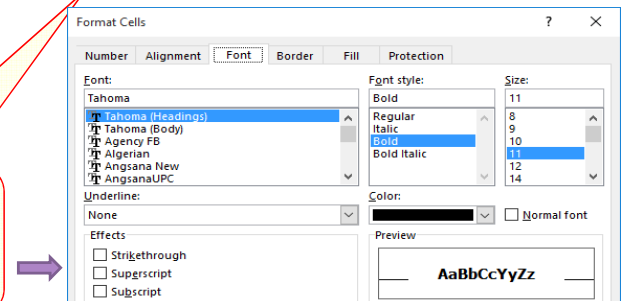 Format Cells ? ×
Number Alignment Font Border Fill Protection
Font: Font style: Size:
Tahoma Bold 11
Tahoma (Headings) Regular 8
Tahoma (Body) Italic 9
Agency FB Bold 10
Algerian Bold Italic 11
Angsana New 12
AngsanaUPC 14
Underline: Color:
None Normal font
Effects Preview
Strikethrough
Superscript AaBbCcYyZz
Subscript